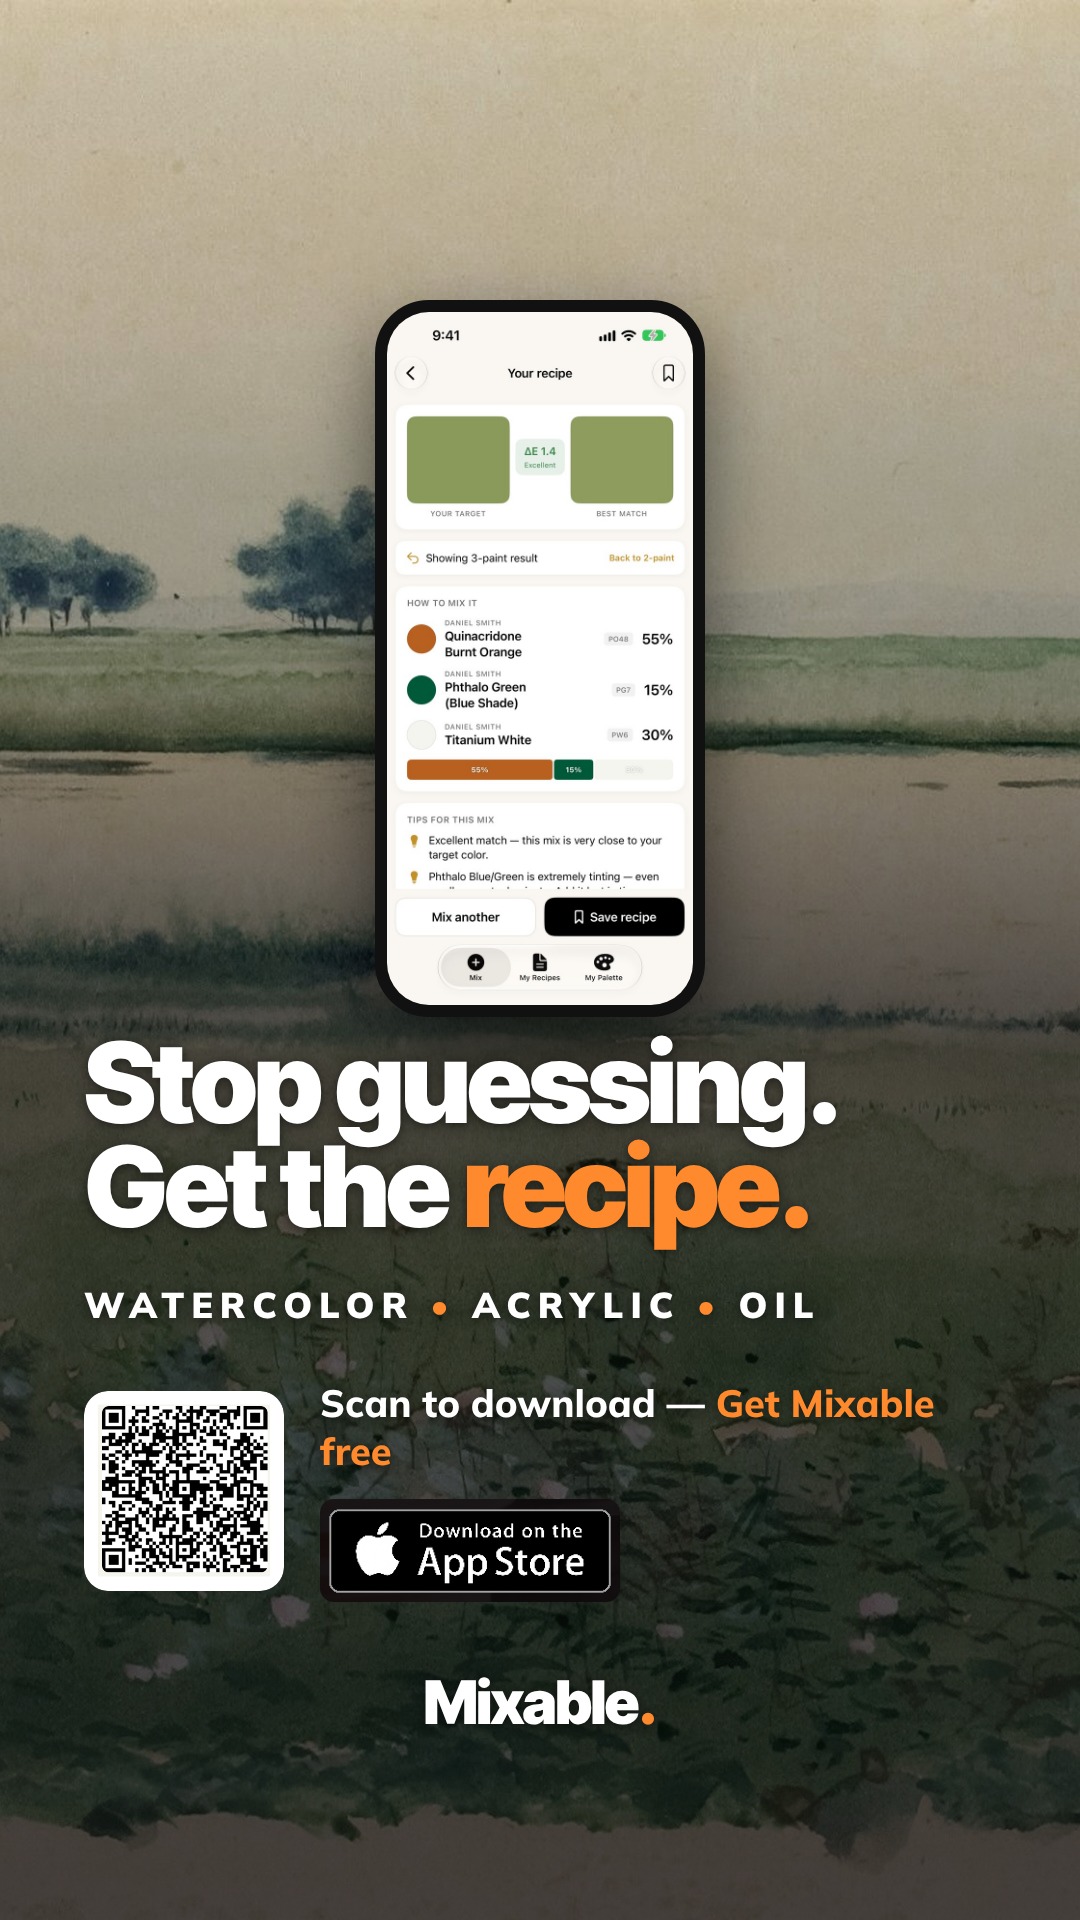 9:41
Your recipe
ΔE 1.4
Excellent
YOUR TARGET
BEST MATCH
Showing 3-paint result
Back to 2-paint
HOW TO MIX IT
DANIEL SMITH
Quinacridone
Burnt Orange
PO48
55%
DANIEL SMITH
Phthalo Green
(Blue Shade)
PG7
15%
DANIEL SMITH
Titanium White
PW6
30%
55%
15%
TIPS FOR THIS MIX
Excellent match — this mix is very close to your
target color.
Phthalo Blue/Green is extremely tinting — even
Mix another
Save recipe
Mix
My Recipes
My Palette
Stop guessing.
Get the recipe.
WATERCOLOR • ACRYLIC • OIL
Scan to download — Get Mixable
free
Download on the
App Store
Mixable.